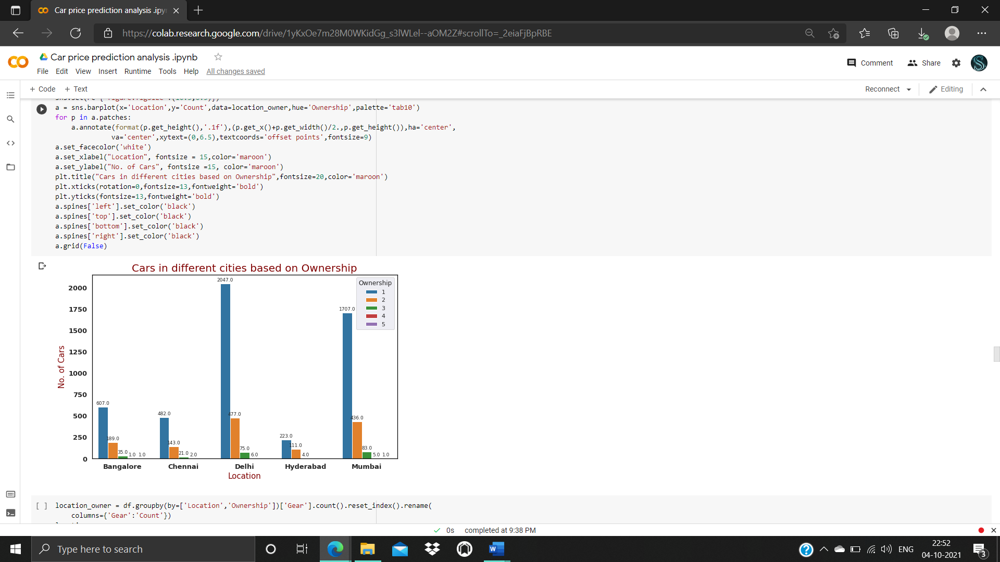 Car price prediction analysis .ipy
https://colab.research.google.com/drive/1yKxOe7m28M0WKidGg_s3lWLel--aOM2Z#scrollTo=_2eiaFjBpRBE
Car price prediction analysis .ipynb
Comment
Share
File Edit View Insert Runtime Tools Help All changes saved
+ Code + Text
Reconnect
Editing
a = sns.barplot(x='Location',y='Count',data=location_owner,hue='Ownership',palette='tab10')
for p in a.patches:
    a.annotate(format(p.get_height(),'.1f'),(p.get_x()+p.get_width()/2.,p.get_height()),ha='center',
              va='center',xytext=(0,6.5),textcoords='offset points',fontsize=9)
a.set_facecolor('white')
a.set_xlabel("Location", fontsize = 15,color='maroon')
a.set_ylabel("No. of Cars", fontsize =15, color='maroon')
plt.title("Cars in different cities based on Ownership",fontsize=20,color='maroon')
plt.xticks(rotation=0,fontsize=13,fontweight='bold')
plt.yticks(fontsize=13,fontweight='bold')
a.spines['left'].set_color('black')
a.spines['top'].set_color('black')
a.spines['bottom'].set_color('black')
a.spines['right'].set_color('black')
a.grid(False)
Cars in different cities based on Ownership
No. of Cars
2000
1750
1500
1250
1000
750
500
250
0
607.0
189.0
35.0
1.0
1.0
482.0
143.0
21.0
2.0
2047.0
477.0
75.0
6.0
223.0
111.0
4.0
1707.0
436.0
83.0
5.0
1.0
Ownership
1
2
3
4
5
Bangalore Chennai Delhi Hyderabad Mumbai
Location
[ ] location_owner = df.groupby(by=['Location','Ownership'])['Gear'].count().reset_index().rename(
    columns={'Gear':'Count'})
0s completed at 9:38 PM
Type here to search
W
ENG
22:52
04-10-2021
3